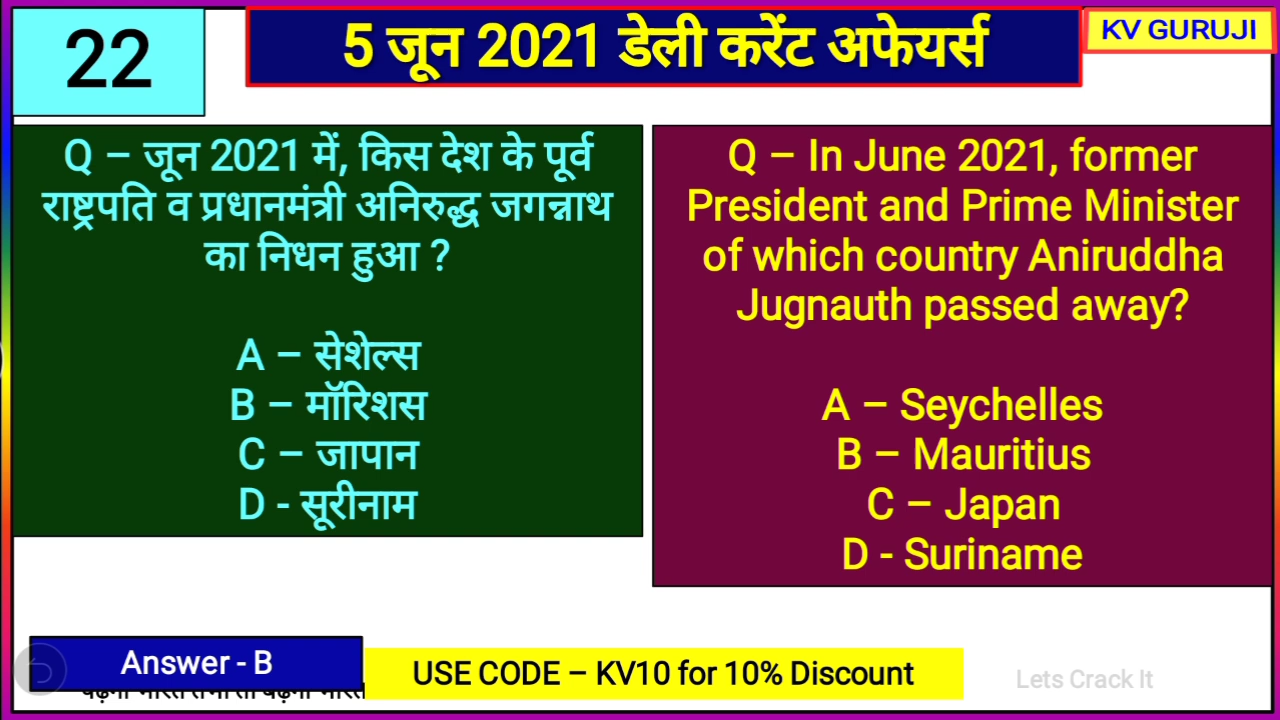 22
5 जून 2021 डेली करेंट अफेयर्स
KV GURUJI
Q – जून 2021 में, किस देश के पूर्व
राष्ट्रपति व प्रधानमंत्री अनिरुद्ध जगन्नाथ
का निधन हुआ ?
A – सेशेल्स
B – मॉरिशस
C – जापान
D - सूरीनाम
Q – In June 2021, former
President and Prime Minister
of which country Aniruddha
Jugnauth passed away?
A – Seychelles
B – Mauritius
C – Japan
D - Suriname
Answer - B
USE CODE – KV10 for 10% Discount
Lets Crack It